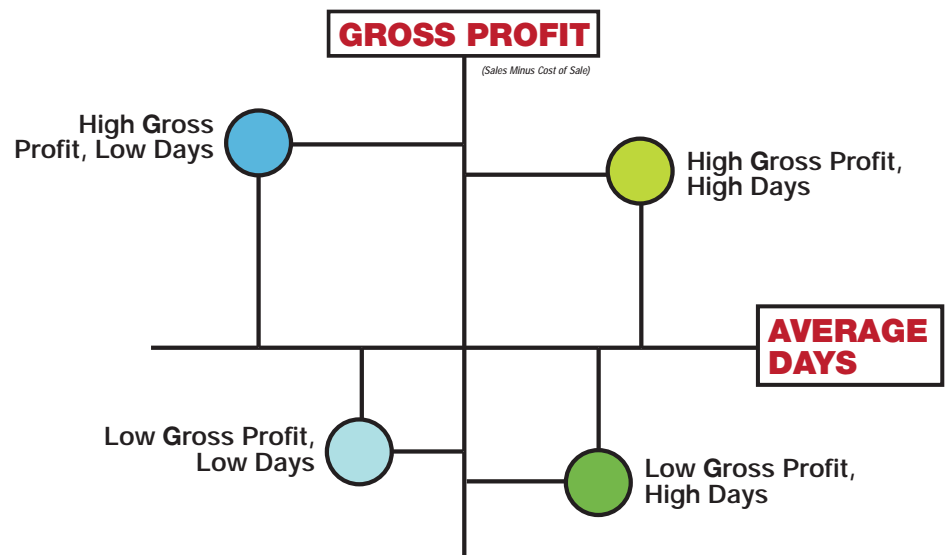 GROSS PROFIT
(Sales Minus Cost of Sale)
High Gross
Profit, Low Days
High Gross Profit,
High Days
AVERAGE
DAYS
Low Gross Profit,
Low Days
Low Gross Profit,
High Days